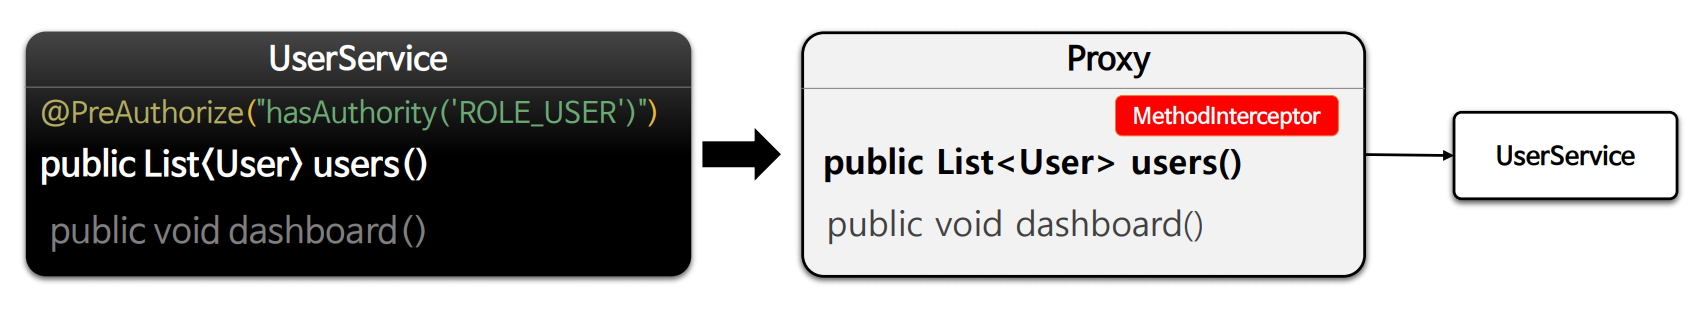 UserService
@PreAuthorize("hasAuthority('ROLE_USER')")
public List〈User〉 users()
public void dashboard()
Proxy
MethodInterceptor
public List<User> users()
public void dashboard()
UserService